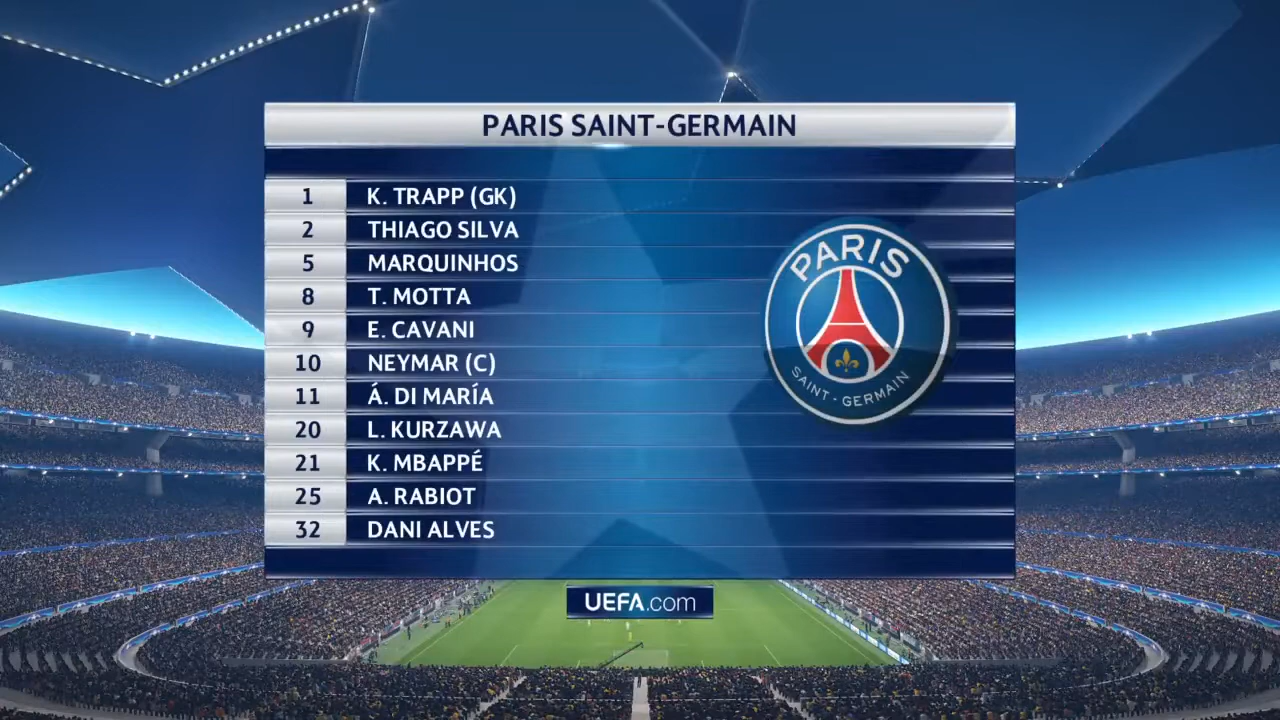 PARIS SAINT-GERMAIN
1 K. TRAPP (GK)
2 THIAGO SILVA
5 MARQUINHOS
8 T. MOTTA
9 E. CAVANI
10 NEYMAR (C)
11 Á. DI MARÍA
20 L. KURZAWA
21 K. MBAPPÉ
25 A. RABIOT
32 DANI ALVES
PARIS
SAINT-GERMAIN
UEFA.com